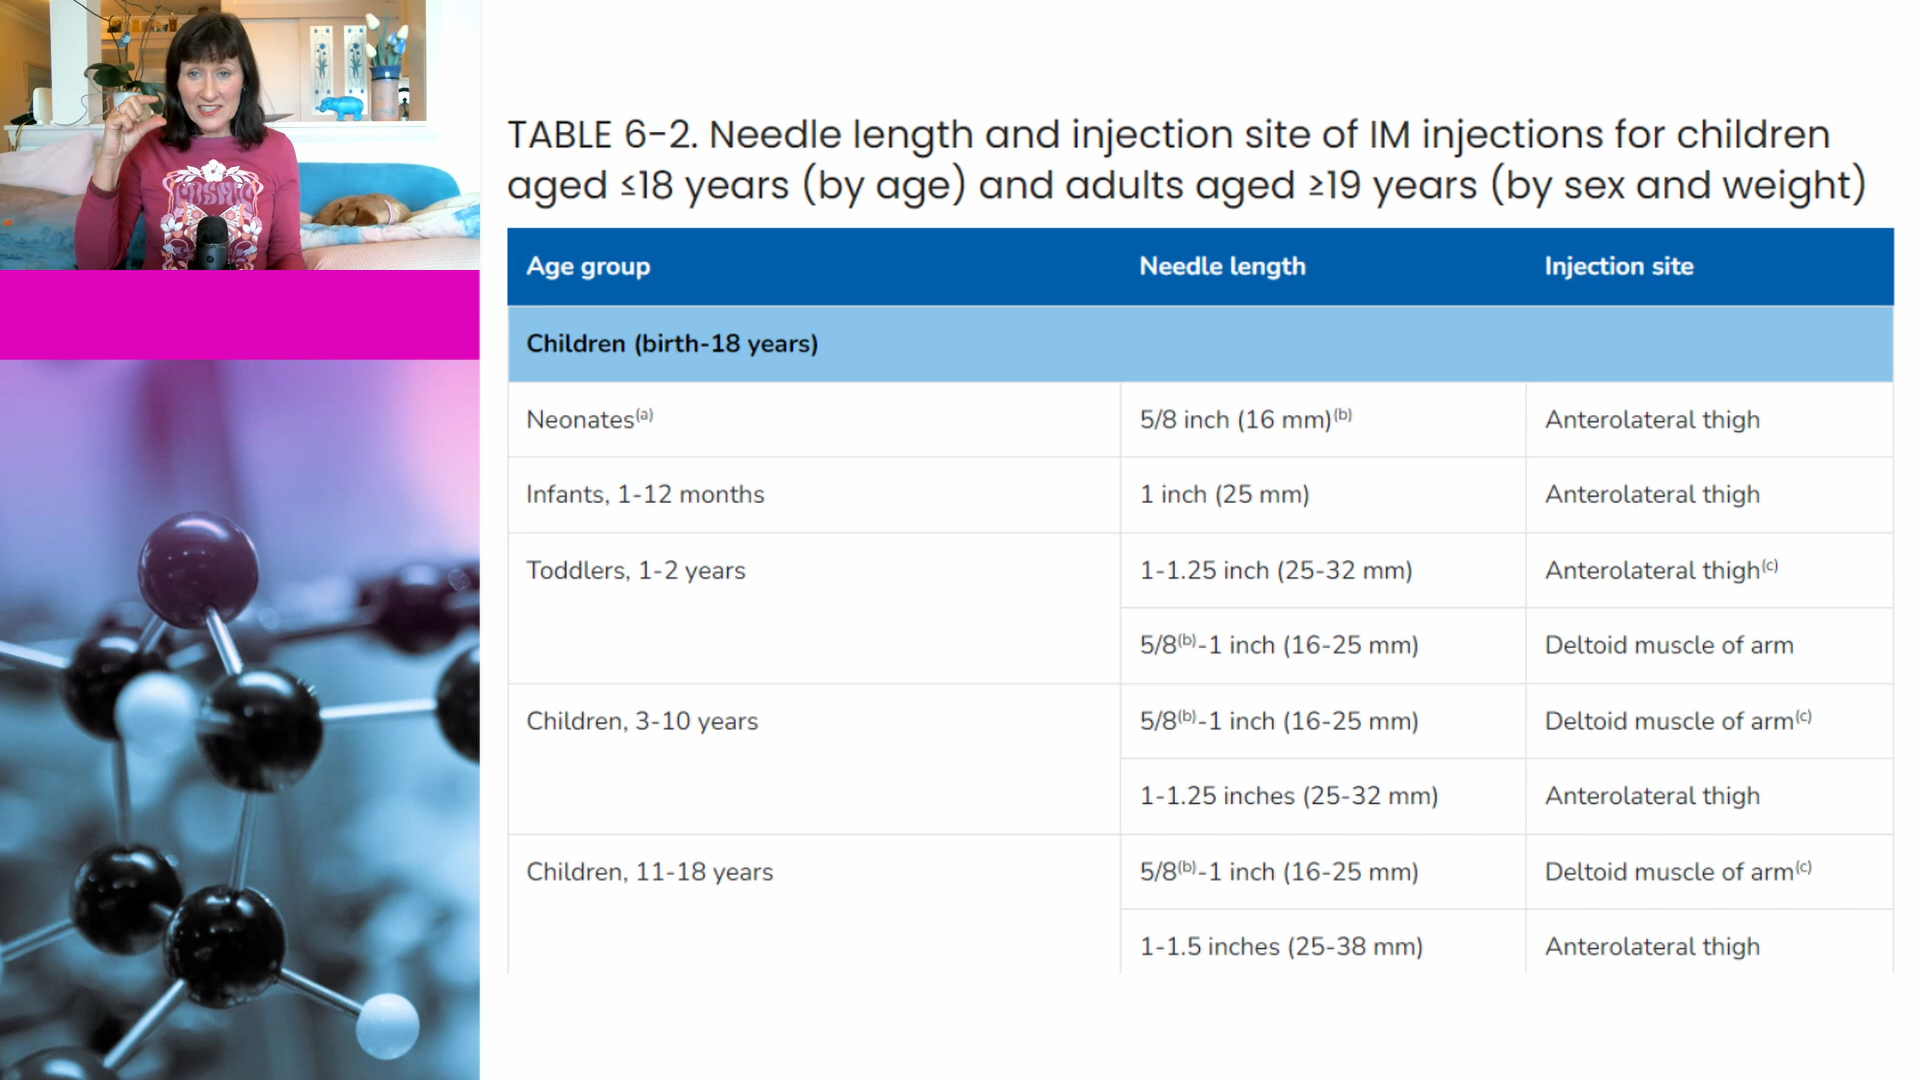 COSMIC
TABLE 6-2. Needle length and injection site of IM injections for children
aged ≤18 years (by age) and adults aged ≥19 years (by sex and weight)
Age group Needle length Injection site
Children (birth-18 years)
Neonates(a) 5/8 inch (16 mm)(b) Anterolateral thigh
Infants, 1-12 months 1 inch (25 mm) Anterolateral thigh
Toddlers, 1-2 years 1-1.25 inch (25-32 mm) Anterolateral thigh(c)
5/8(b)-1 inch (16-25 mm) Deltoid muscle of arm
Children, 3-10 years 5/8(b)-1 inch (16-25 mm) Deltoid muscle of arm(c)
1-1.25 inches (25-32 mm) Anterolateral thigh
Children, 11-18 years 5/8(b)-1 inch (16-25 mm) Deltoid muscle of arm(c)
1-1.5 inches (25-38 mm) Anterolateral thigh